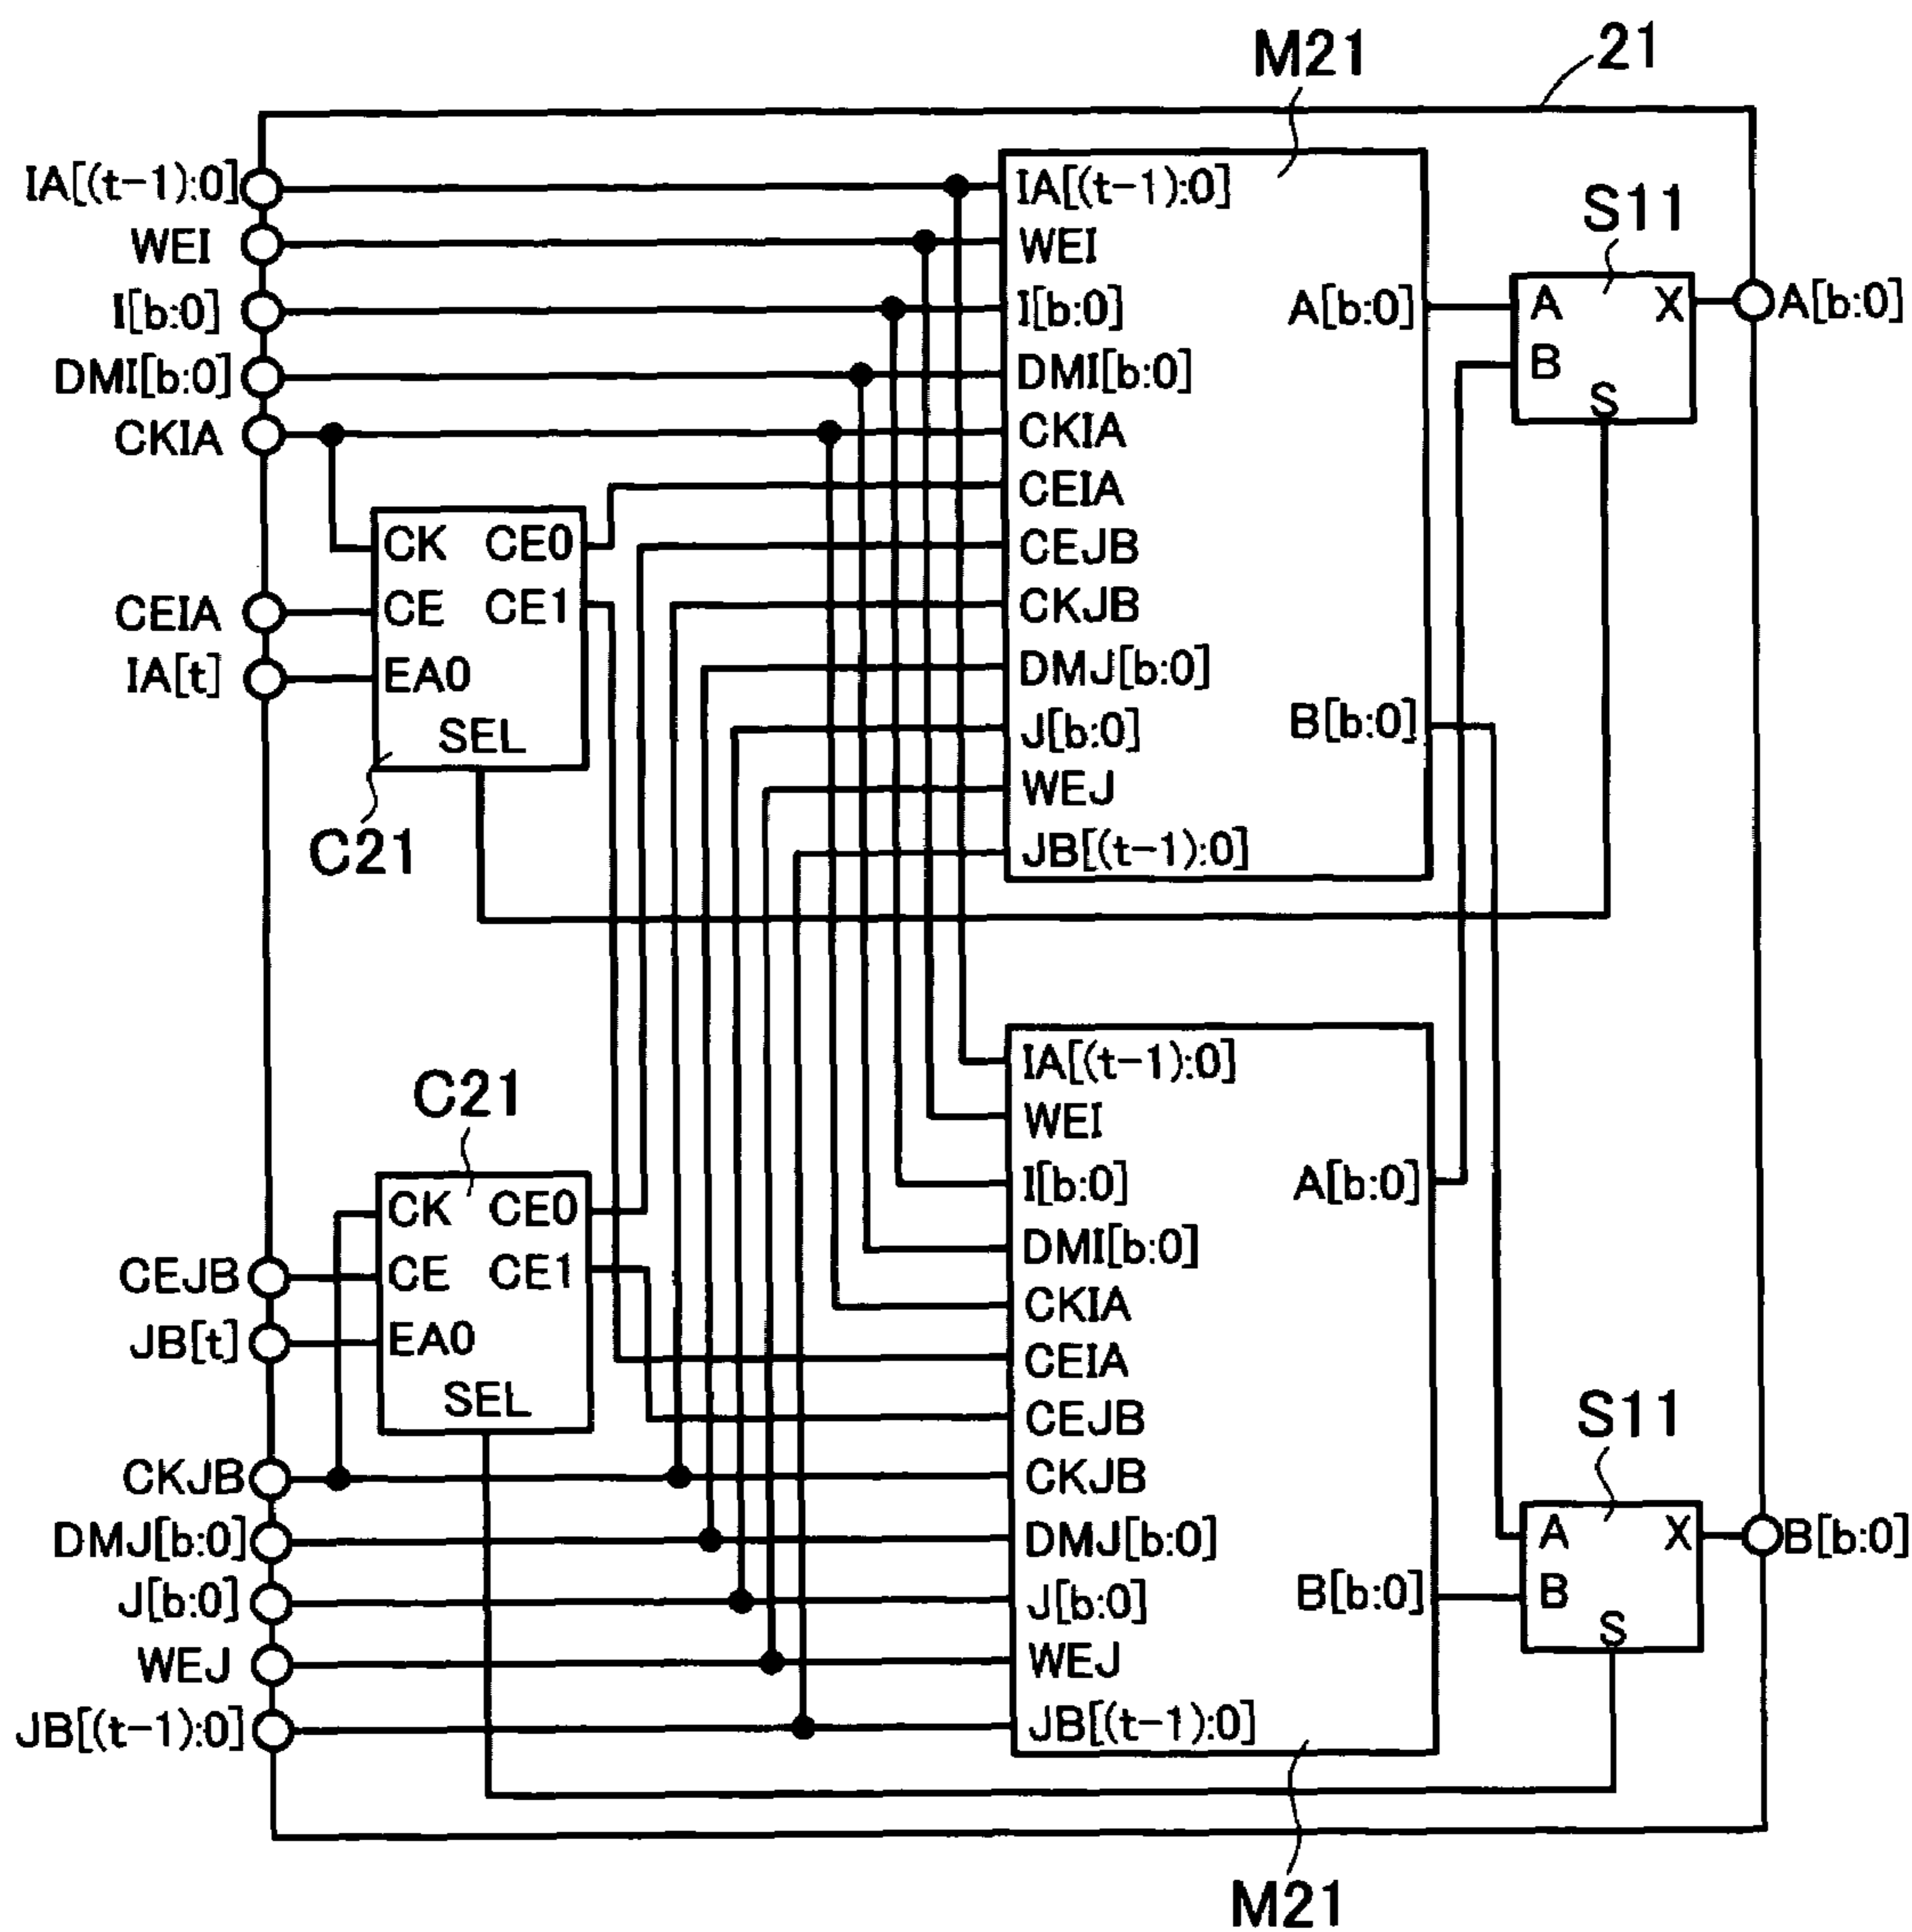 M21
21
IA[(t-1):0]
WEI
I[b:0]
DMI[b:0]
CKIA
CEIA
IA[t]
CK CE0
CE CE1
EA0
SEL
C21
IA[(t-1):0]
WEI
I[b:0]
DMI[b:0]
CKIA
CEIA
CEJB
CKJB
DMJ[b:0]
J[b:0]
WEJ
JB[(t-1):0]
A[b:0]
B[b:0]
S11
A X
B
S
A[b:0]
C21
CK CE0
CE CE1
EA0
SEL
CEJB
JB[t]
CKJB
DMJ[b:0]
J[b:0]
WEJ
JB[(t-1):0]
IA[(t-1):0]
WEI
I[b:0]
DMI[b:0]
CKIA
CEIA
CEJB
CKJB
DMJ[b:0]
J[b:0]
WEJ
JB[(t-1):0]
A[b:0]
B[b:0]
S11
A X
B
S
B[b:0]
M21